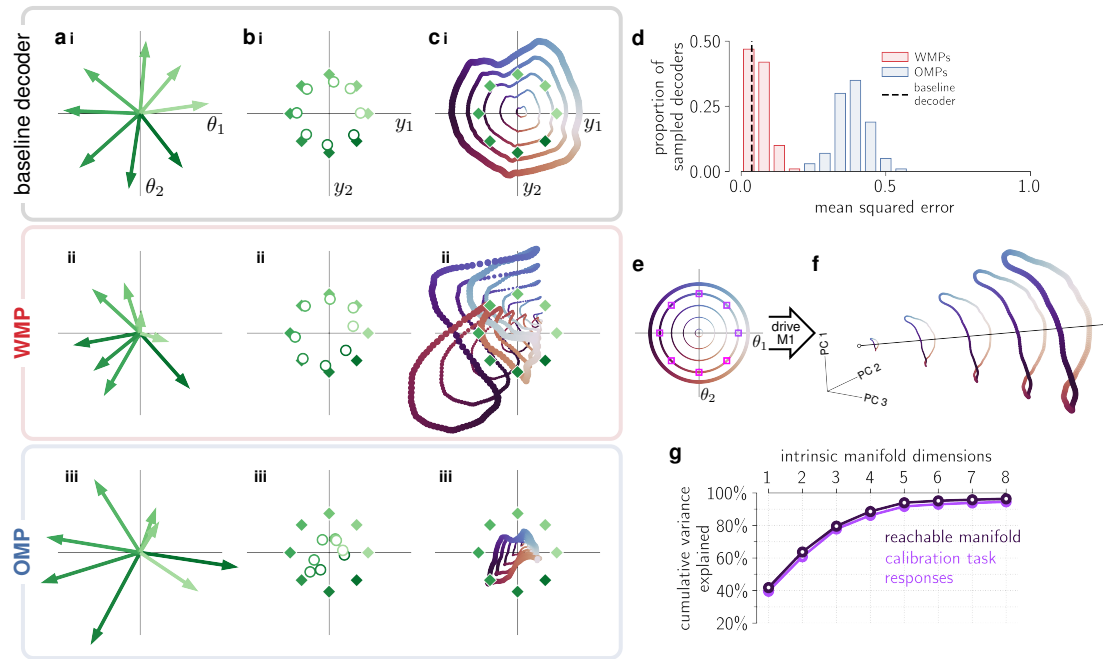 baseline decoder
a i
θ1
θ2
b i
y1
y2
c i
y1
y2
WMP
ii
ii
ii
OMP
iii
iii
iii
d
proportion of
sampled decoders
0.50
0.25
0.00
0.0
0.5
1.0
mean squared error
WMPs
OMPs
baseline
decoder
e
θ1
θ2
drive
M1
f
PC 1
PC 2
PC 3
g
intrinsic manifold dimensions
1 2 3 4 5 6 7 8
cumulative variance
explained
100%
80%
60%
40%
20%
reachable manifold
calibration task
responses